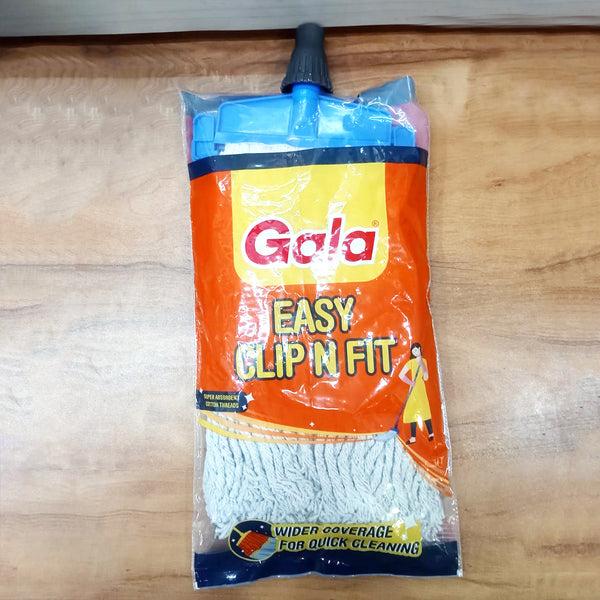 Gala®
EASY
CLIP N FIT
SUPER ABSORBENT
COTTON THREADS
WIDER COVERAGE
FOR QUICK CLEANING